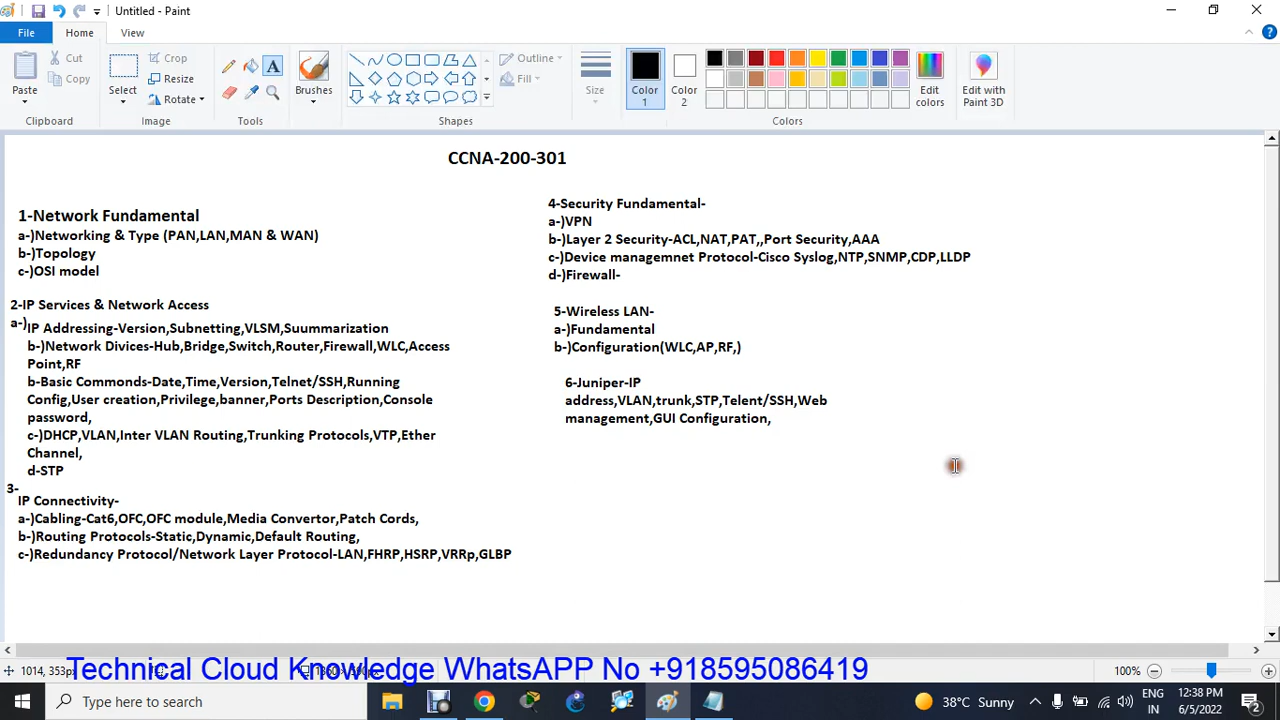 Untitled - Paint
File
Home
View
Paste
Cut
Copy
Clipboard
Select
Crop
Resize
Rotate
Image
Tools
Brushes
Outline
Fill
Shapes
Size
Color
1
Color
2
Edit
colors
Colors
Edit with
Paint 3D
CCNA-200-301
1-Network Fundamental
a-)Networking & Type (PAN,LAN,MAN & WAN)
b-)Topology
c-)OSI model
2-IP Services & Network Access
a-)
IP Addressing-Version,Subnetting,VLSM,Suummarization
b-)Network Divices-Hub,Bridge,Switch,Router,Firewall,WLC,Access
Point,RF
b-Basic Commonds-Date,Time,Version,Telnet/SSH,Running
Config,User creation,Privilege,banner,Ports Description,Console
password,
c-)DHCP,VLAN,Inter VLAN Routing,Trunking Protocols,VTP,Ether
Channel,
d-STP
3-
IP Connectivity-
a-)Cabling-Cat6,OFC,OFC module,Media Convertor,Patch Cords,
b-)Routing Protocols-Static,Dynamic,Default Routing,
c-)Redundancy Protocol/Network Layer Protocol-LAN,FHRP,HSRP,VRRp,GLBP
4-Security Fundamental-
a-)VPN
b-)Layer 2 Security-ACL,NAT,PAT,,Port Security,AAA
c-)Device managemnet Protocol-Cisco Syslog,NTP,SNMP,CDP,LLDP
d-)Firewall-
5-Wireless LAN-
a-)Fundamental
b-)Configuration(WLC,AP,RF,)
6-Juniper-IP
address,VLAN,trunk,STP,Telent/SSH,Web
management,GUI Configuration,
1014, 353px
100%
Technical Cloud Knowledge WhatsAPP No +918595086419
Type here to search
38°C Sunny
ENG
IN
12:38 PM
6/5/2022
2